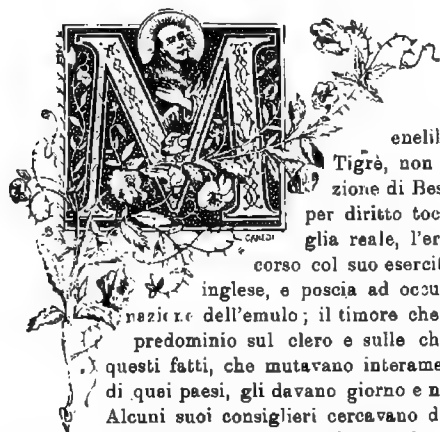 M
enelil
Tigrè, non
zione di Bes
per diritto toc
glia reale, l'er
corso col suo esercit
inglese, e poscia ad occu
dell'emulo; il timore che
predominio sul clero e sulle ch
questi fatti, che mutavano interame
di quei paesi, gli davano giorno e n
Alcuni suoi consiglieri cercavano d